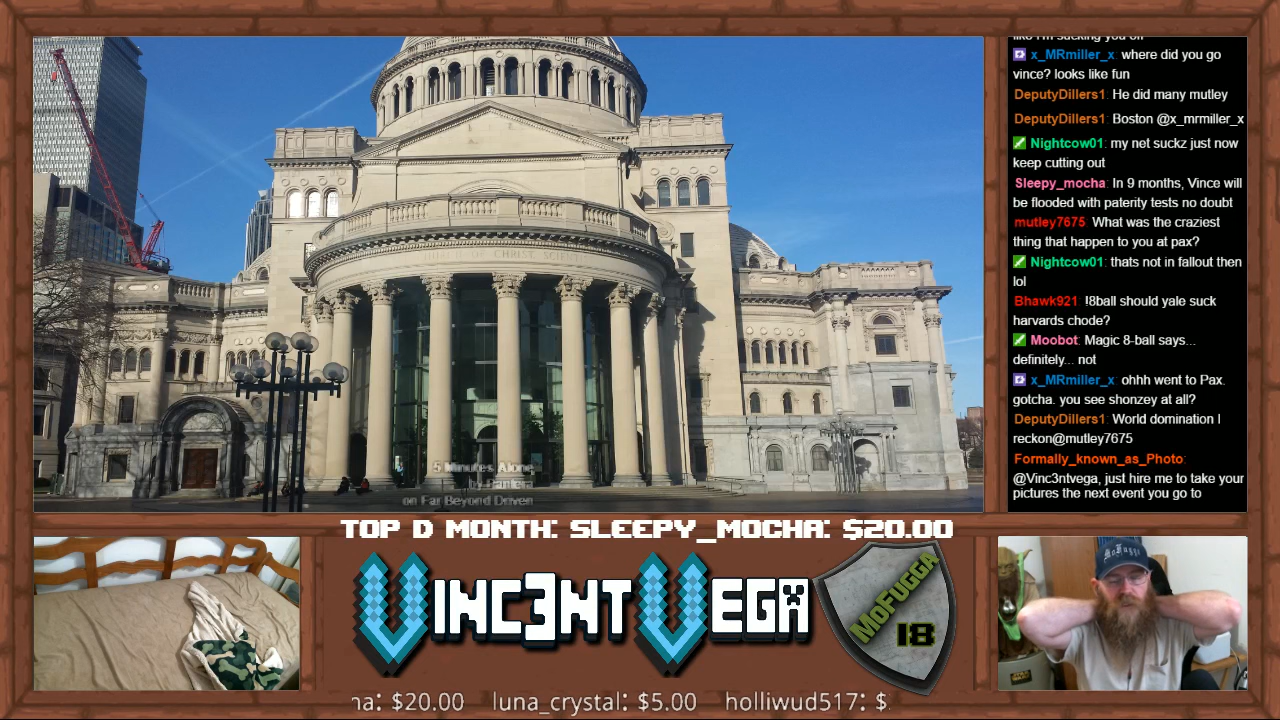 x_MRmiller_x: where did you go
vince? looks like fun
DeputyDillers1: He did many mutley
DeputyDillers1: Boston @x_mrmiller_x
Nightcow01: my net suckz just now
keep cutting out
Sleepy_mocha: In 9 months, Vince will
be flooded with paterity tests no doubt
mutley7675: What was the craziest
thing that happen to you at pax?
Nightcow01: thats not in fallout then
lol
Bhawk921: !8ball should yale suck
harvards chode?
Moobot: Magic 8-ball says...
definitely... not
x_MRmiller_x: ohhh went to Pax.
gotcha. you see shonzey at all?
DeputyDillers1: World domination I
reckon@mutley7675
Formally_known_as_Photo:
@Vinc3ntvega, just hire me to take your
pictures the next event you go to
CHRIST SCIENTIST
5 Minutes Alone
by Pantera
on Far Beyond Driven
TOP D MONTH: SLEEPY_MOCHA: $20.00
VINC3NTVEGA
MOFUGGA
18
MoFugga
na: $20.00 luna_crystal: $5.00 holliwud517: $